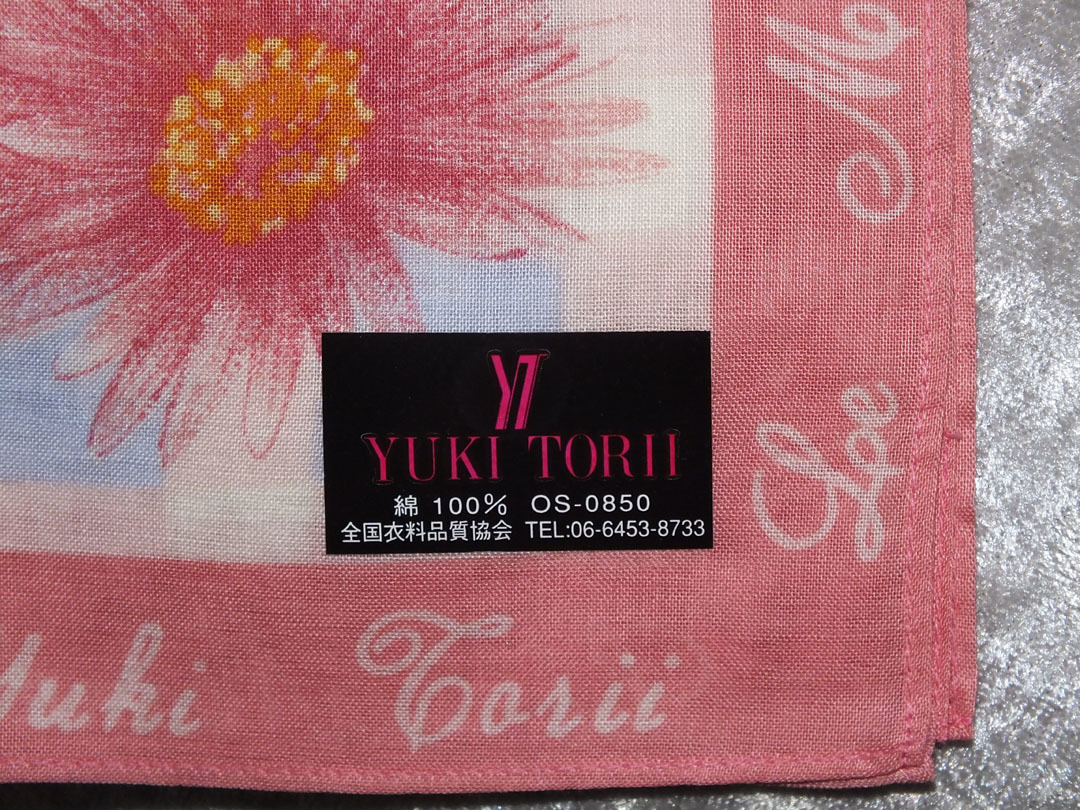 YT
YUKI TORII
綿 100% OS-0850
全国衣料品質協会 TEL:06-6453-8733
Yuki Torii